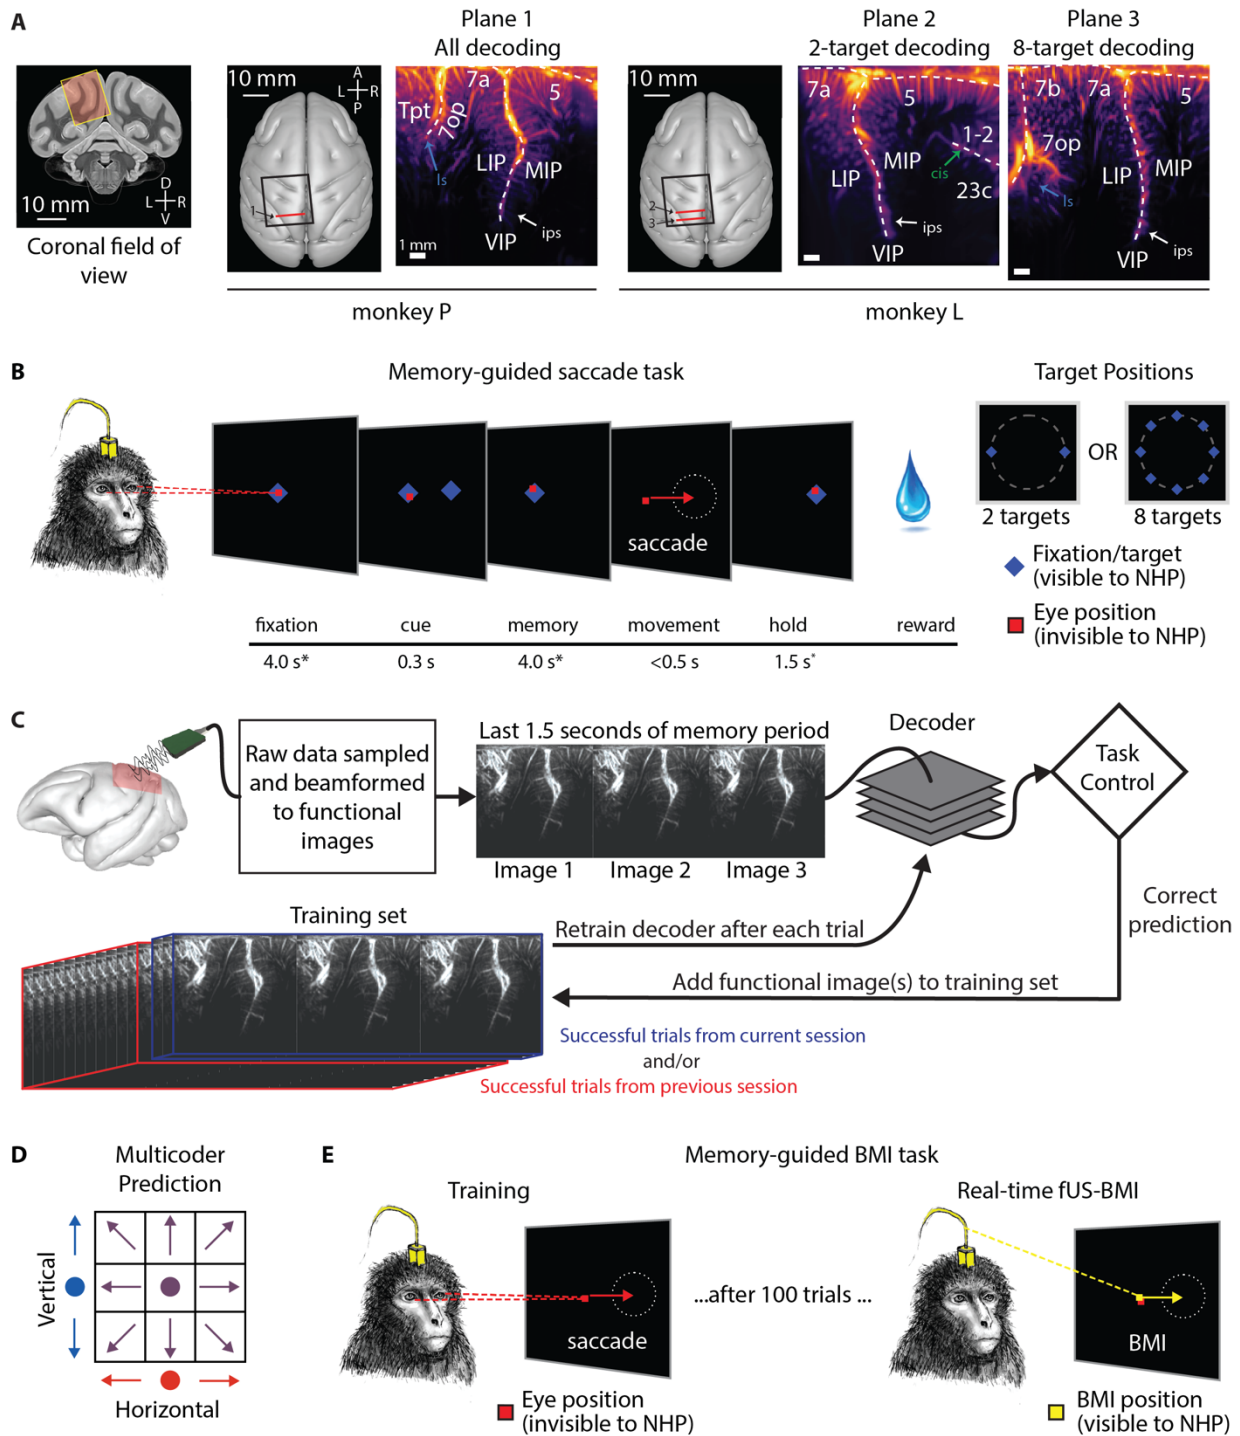 A
Plane 1
All decoding
Plane 2
2-target decoding
Plane 3
8-target decoding
10 mm
D
L R
V
Coronal field of
view
10 mm
A
L R
P
1
Tpt
7op
7a
5
ls
LIP
MIP
VIP
ips
1 mm
monkey P
10 mm
2
3
7a
5
1-2
LIP
MIP
cis
23c
ips
VIP
7b
7a
5
7op
ls
LIP
MIP
ips
VIP
monkey L
B
Memory-guided saccade task
Target Positions
saccade
OR
2 targets
8 targets
Fixation/target
(visible to NHP)
Eye position
(invisible to NHP)
fixation cue memory movement hold reward
4.0 s* 0.3 s 4.0 s* <0.5 s 1.5 s*
C
Raw data sampled
and beamformed
to functional
images
Last 1.5 seconds of memory period
Image 1 Image 2 Image 3
Decoder
Task
Control
Correct
prediction
Training set
Retrain decoder after each trial
Add functional image(s) to training set
Successful trials from current session
and/or
Successful trials from previous session
D
Multicoder
Prediction
Vertical
Horizontal
E
Memory-guided BMI task
Training
saccade
Eye position
(invisible to NHP)
...after 100 trials ...
Real-time fUS-BMI
BMI
BMI position
(visible to NHP)